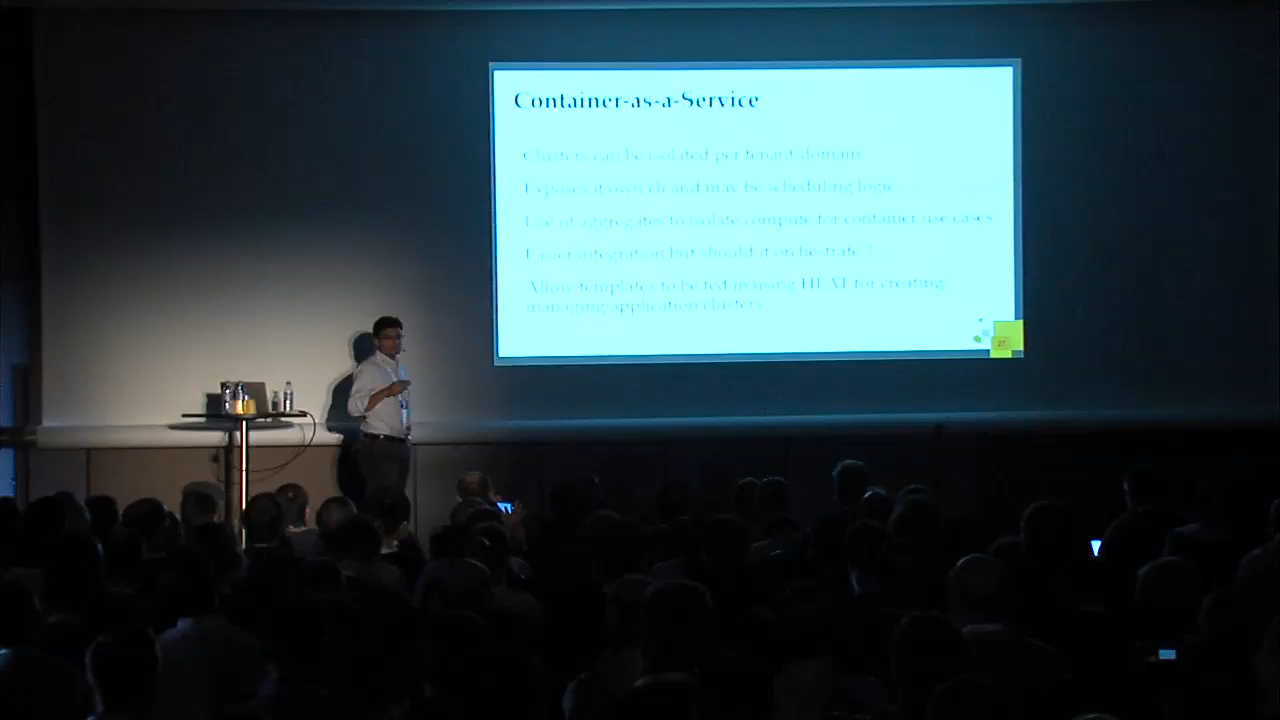 Container-as-a-Service
Clusters can be isolated per tenant domain
Exposes it own cli and may be scheduling logic
Use of aggregates to isolate compute for container use cases
Easier integration but should it orchestrate ?
Allow templates to be fed in using HEAT for creating/
managing application clusters
27